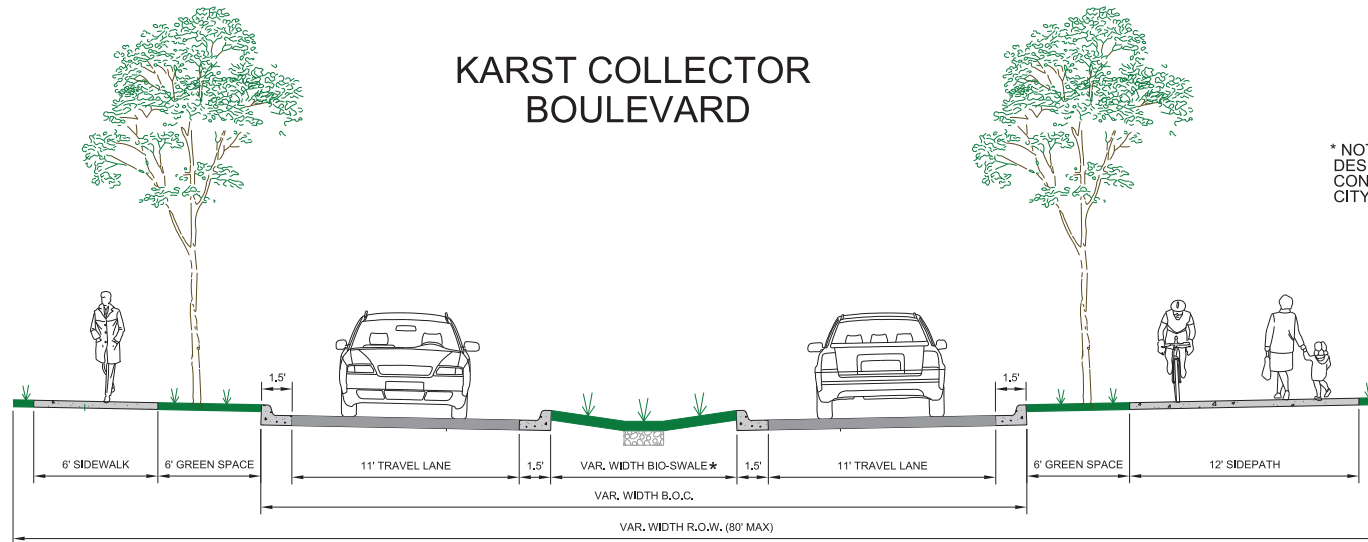 KARST COLLECTOR
BOULEVARD
* NOT
DES
CON
CITY
1.5'
1.5'
6' SIDEWALK
6' GREEN SPACE
11' TRAVEL LANE
1.5'
VAR. WIDTH BIO-SWALE*
1.5'
11' TRAVEL LANE
6' GREEN SPACE
12' SIDEPATH
VAR. WIDTH B.O.C.
VAR. WIDTH R.O.W. (80' MAX)